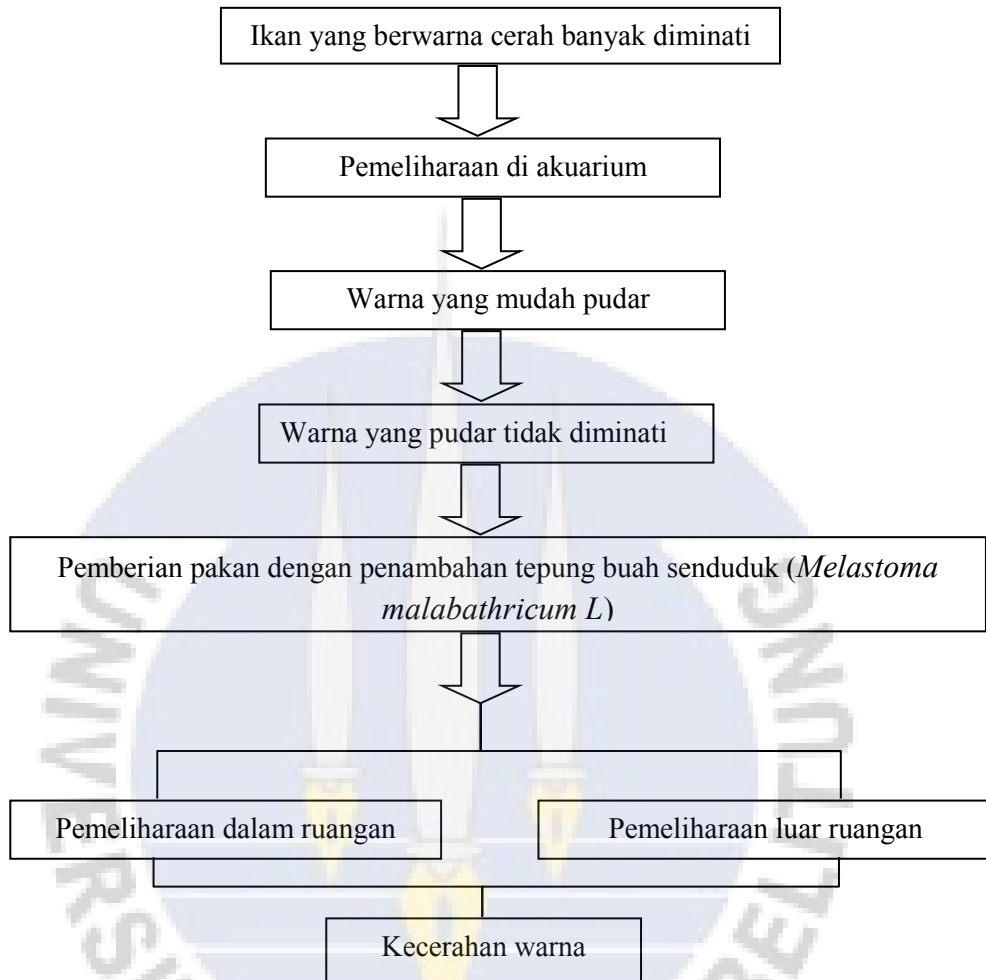 Ikan yang berwarna cerah banyak diminati
Pemeliharaan di akuarium
Warna yang mudah pudar
Warna yang pudar tidak diminati
Pemberian pakan dengan penambahan tepung buah senduduk (Melastoma
malabathricum L)
Pemeliharaan dalam ruangan
Pemeliharaan luar ruangan
Kecerahan warna